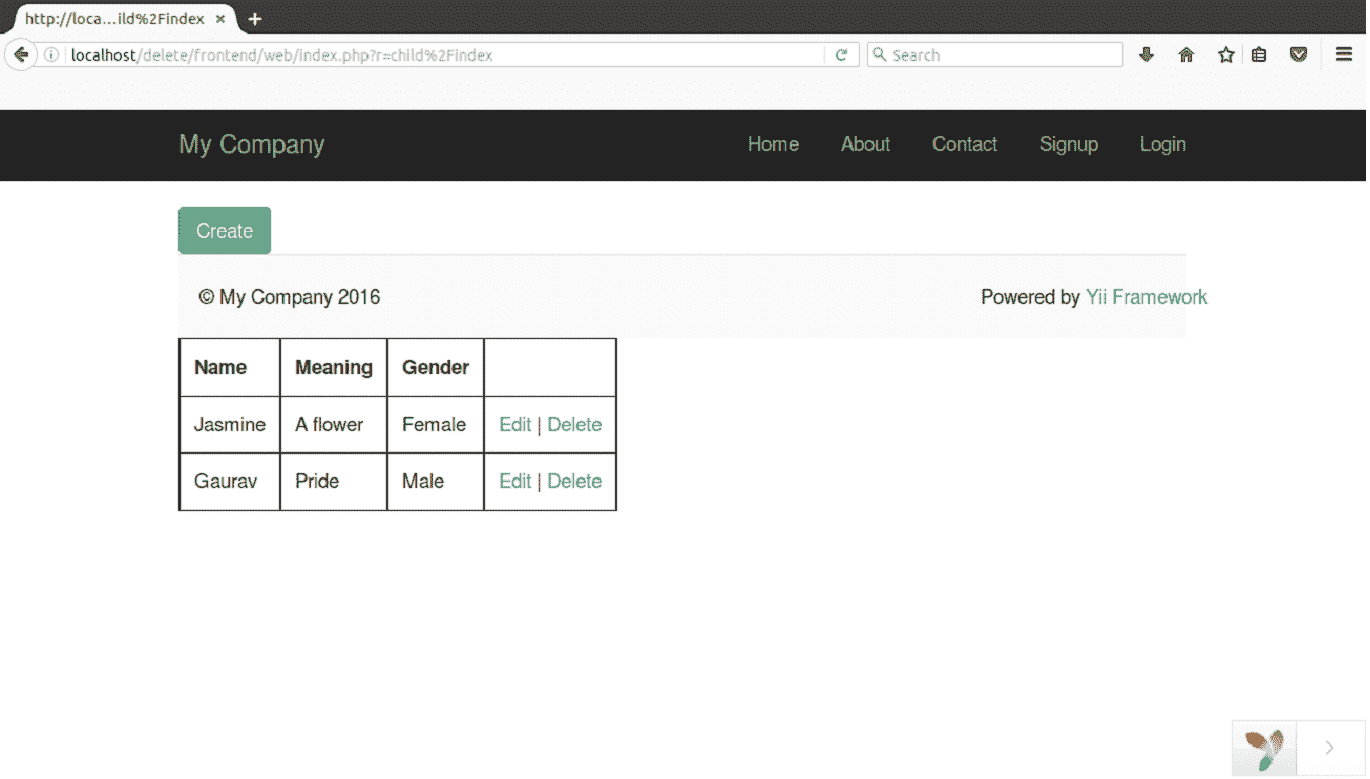 http://loca...ild%2Findex
localhost/delete/frontend/web/index.php?r=child%2Findex
Search
My Company Home About Contact Signup Login
Create
© My Company 2016 Powered by Yii Framework
Name Meaning Gender
Jasmine A flower Female Edit | Delete
Gaurav Pride Male Edit | Delete